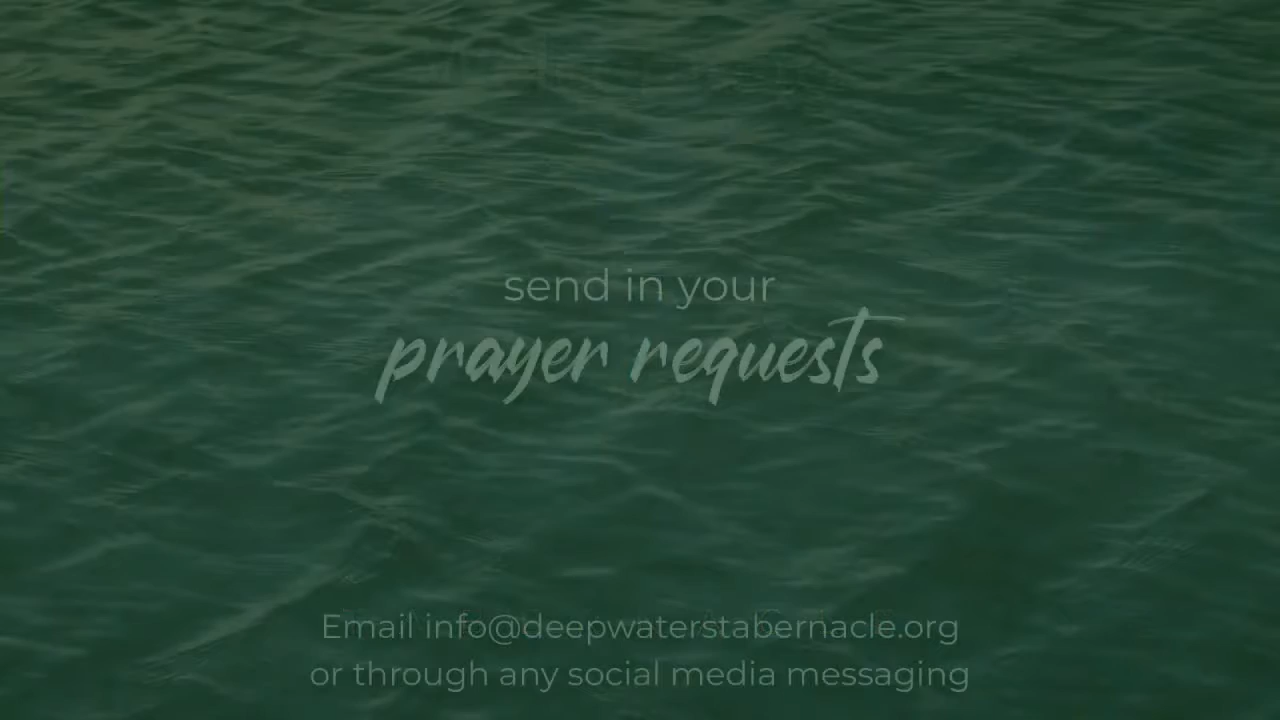 send in your
prayer requests
Email info@deepwaterstabernacle.org
or through any social media messaging